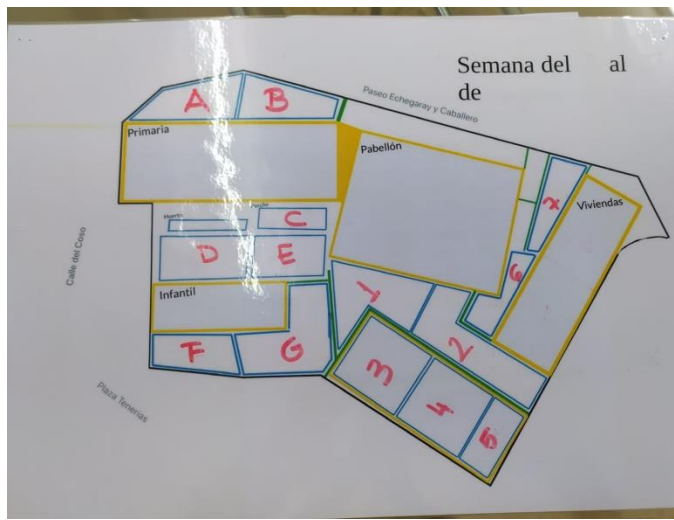 Semana del al
de
Paseo Echegaray y Caballero
A
B
Primaria
Pabellón
Viviendas
Huerto
C
D
E
Calle del Coso
Infantil
F
G
1
2
3
4
5
6
Plaza Tenerías